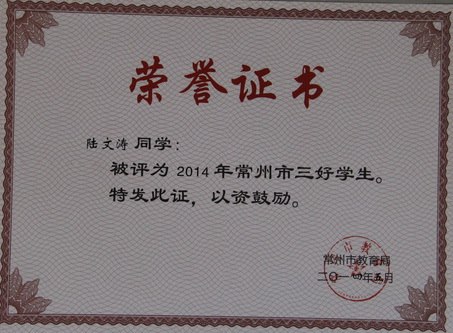 荣誉证书
陆文涛 同学:
被评为 2014 年常州市三好学生。
特发此证，以资鼓励。
常州市教育局
二〇一四年五月